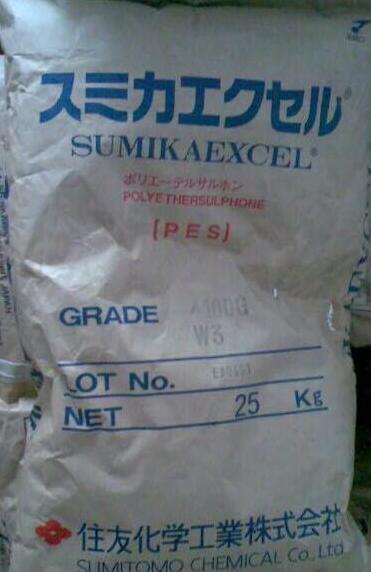 スミカエクセル®
SUMIKAEXCEL®
ポリエーテルサルホン
POLYETHERSULPHONE
[PES]
GRADE 4100G
W3
LOT No.
NET 25 Kg
住友化学工業株式会社
SUMITOMO CHEMICAL Co., Ltd